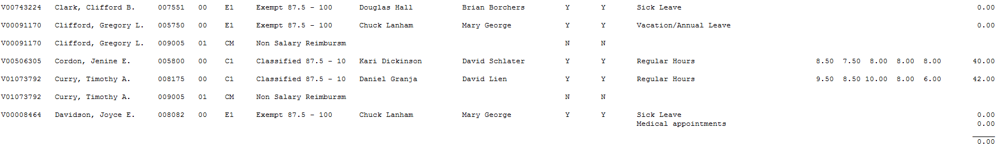 V00743224 Clark, Clifford B. 007551 00 E1 Exempt 87.5 - 100 Douglas Hall Brian Borchers Y Y Sick Leave 0.00
V00091170 Clifford, Gregory L. 005750 00 E1 Exempt 87.5 - 100 Chuck Lanham Mary George Y Y Vacation/Annual Leave 0.00
V00091170 Clifford, Gregory L. 009005 01 CM Non Salary Reimbursm N N
V00506305 Cordon, Jenine E. 005800 00 C1 Classified 87.5 - 10 Kari Dickinson David Schlater Y Y Regular Hours 8.50 7.50 8.00 8.00 8.00 40.00
V01073792 Curry, Timothy A. 008175 00 C1 Classified 87.5 - 10 Daniel Granja David Lien Y Y Regular Hours 9.50 8.50 10.00 8.00 6.00 42.00
V01073792 Curry, Timothy A. 009005 01 CM Non Salary Reimbursm N N
V00008464 Davidson, Joyce E. 008082 00 E1 Exempt 87.5 - 100 Chuck Lanham Mary George Y Y Sick Leave 0.00
Medical appointments 0.00
0.00